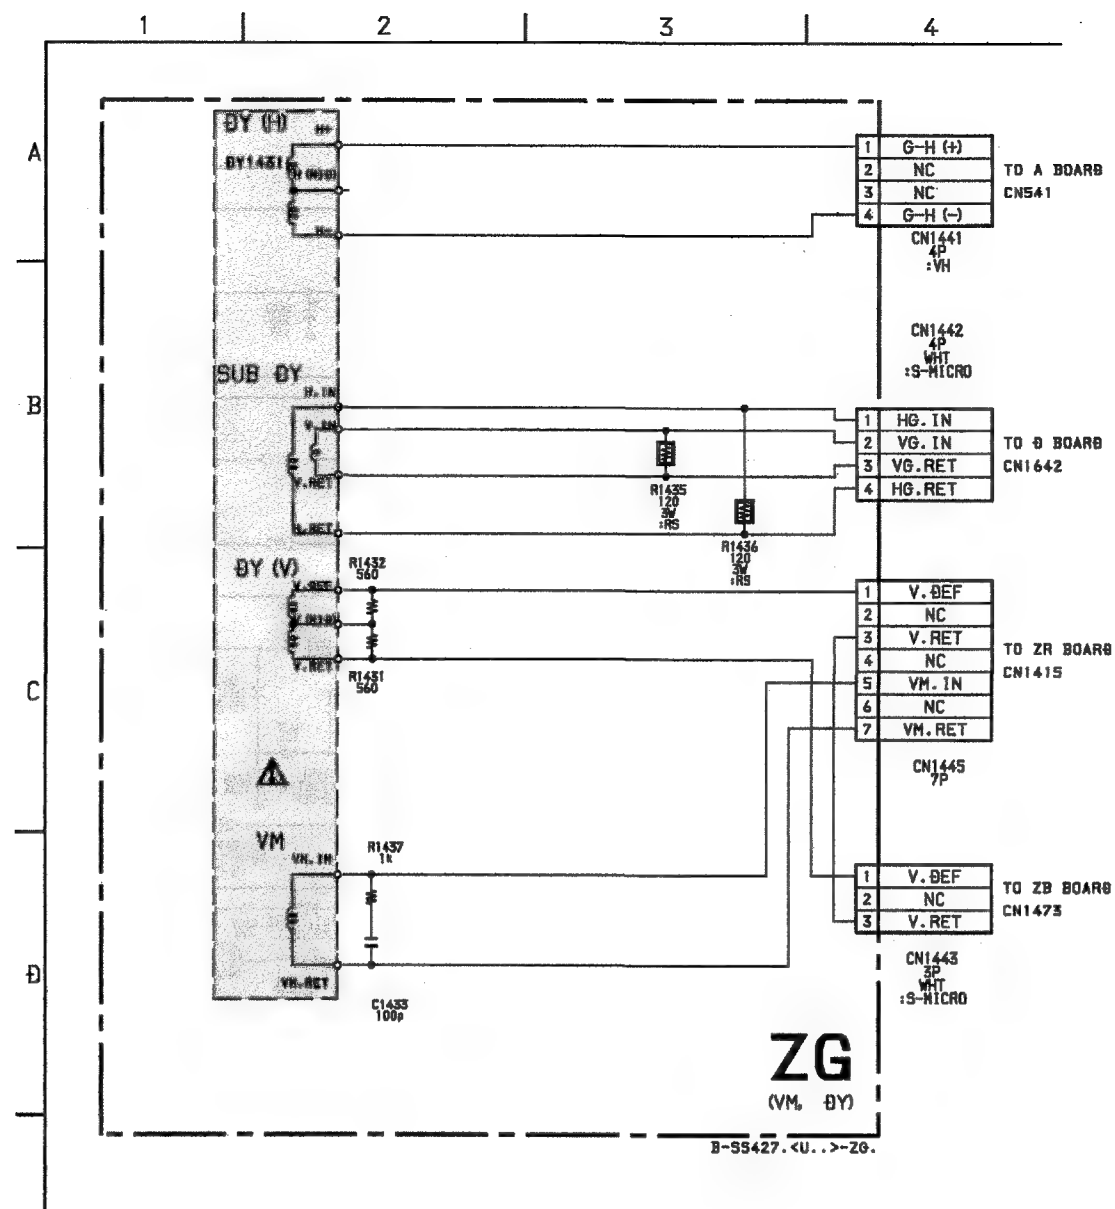 1 2 3 4
A
B
C
D
DY (H)
H+
DY1431
H(MID)
H-
1 G-H (+)
2 NC
3 NC
4 G-H (-)
TO A BOARD
CN541
CN1441
4P
:VH
CN1442
4P
WHT
:S-MICRO
SUB DY
H.IN
V.IN
V.RET
H.RET
1 HG.IN
2 VG.IN
3 VG.RET
4 HG.RET
TO D BOARD
CN1642
R1435
120
3W
:RS
R1436
120
3W
:RS
DY (V)
V.DEF
V.(MID)
V.RET
R1432
560
R1431
560
1 V.DEF
2 NC
3 V.RET
4 NC
5 VM.IN
6 NC
7 VM.RET
TO ZR BOARD
CN1415
CN1445
7P
VM
VM.IN
VM.RET
R1437
1k
C1433
100p
1 V.DEF
2 NC
3 V.RET
TO ZB BOARD
CN1473
CN1443
3P
WHT
:S-MICRO
ZG
(VM, DY)
B-SS427.<U..>-ZG.